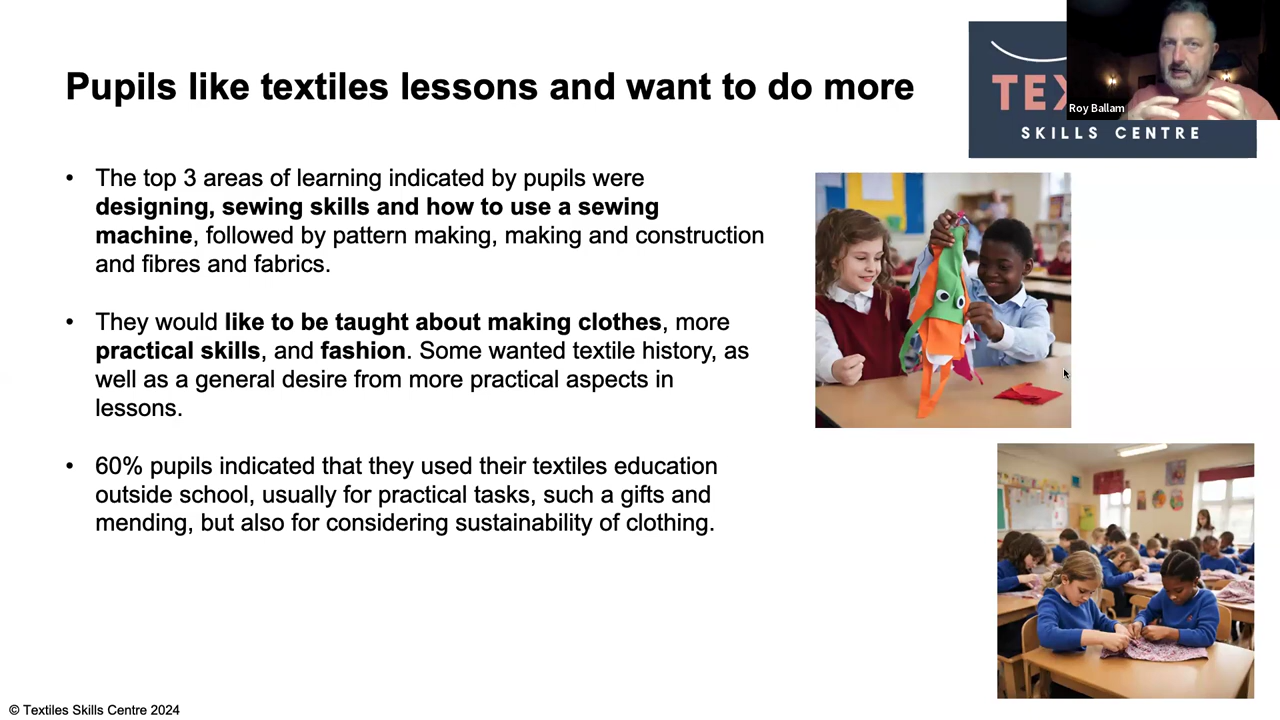 Pupils like textiles lessons and want to do more
TEX
SKILLS CENTRE
Roy Ballam
• The top 3 areas of learning indicated by pupils were
designing, sewing skills and how to use a sewing
machine, followed by pattern making, making and construction
and fibres and fabrics.
• They would like to be taught about making clothes, more
practical skills, and fashion. Some wanted textile history, as
well as a general desire from more practical aspects in
lessons.
• 60% pupils indicated that they used their textiles education
outside school, usually for practical tasks, such a gifts and
mending, but also for considering sustainability of clothing.
© Textiles Skills Centre 2024